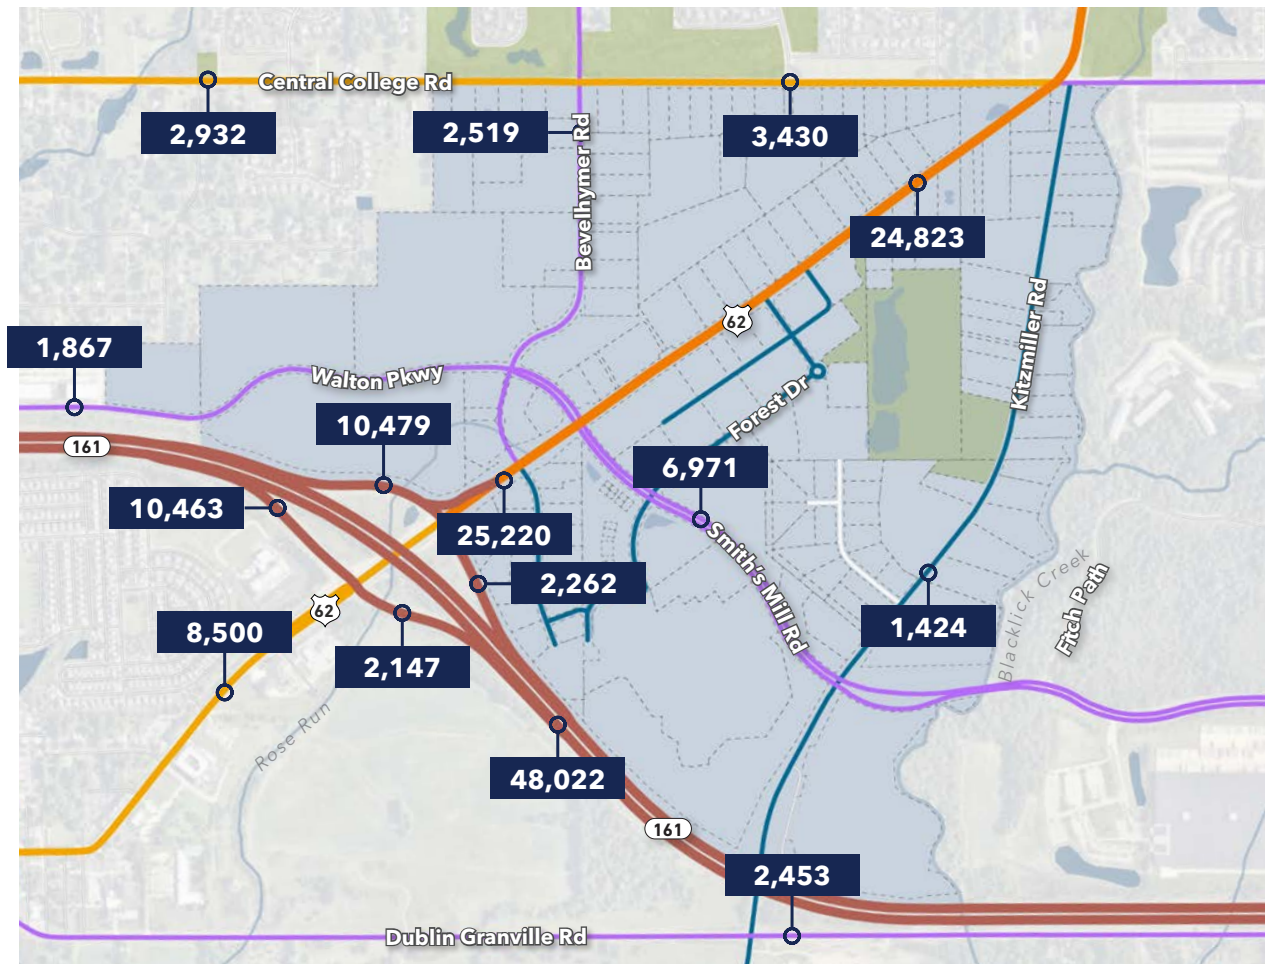 Central College Rd
2,932
2,519
3,430
Bevelhymer Rd
24,823
62
Kitzmiller Rd
1,867
Walton Pkwy
Forest Dr
10,479
161
6,971
10,463
25,220
Smith's Mill Rd
2,262
Blacklick Creek
Fitch Path
62
8,500
1,424
2,147
Rose Run
48,022
161
2,453
Dublin Granville Rd